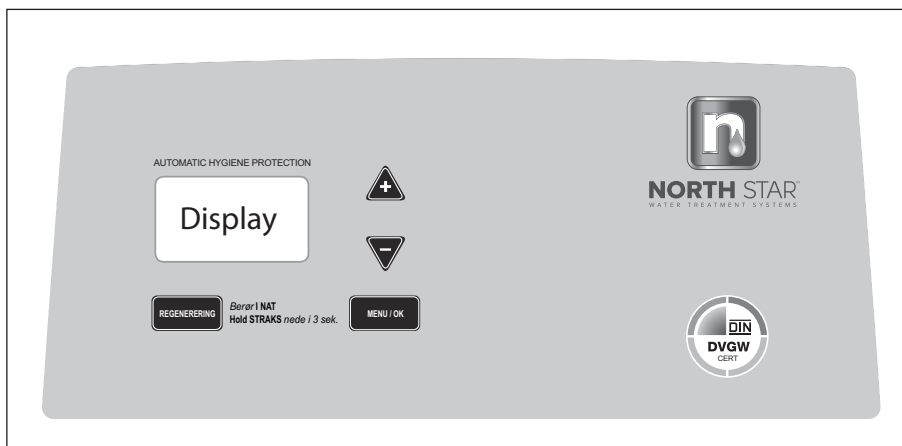 AUTOMATIC HYGIENE PROTECTION
Display
+
−
REGENERERING
Berør I NAT
Hold STRAKS nede i 3 sek.
MENU / OK
n
NORTH STAR™
WATER TREATMENT SYSTEMS
DIN
DVGW
CERT